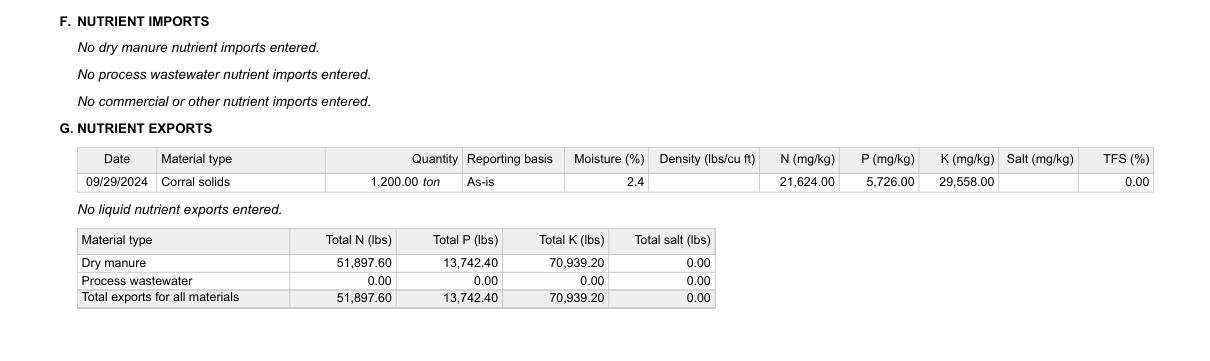 F. NUTRIENT IMPORTS
No dry manure nutrient imports entered.
No process wastewater nutrient imports entered.
No commercial or other nutrient imports entered.
G. NUTRIENT EXPORTS
Date Material type Quantity Reporting basis Moisture (%) Density (lbs/cu ft) N (mg/kg) P (mg/kg) K (mg/kg) Salt (mg/kg) TFS (%)
09/29/2024 Corral solids 1,200.00 ton As-is 2.4 21,624.00 5,726.00 29,558.00 0.00
No liquid nutrient exports entered.
Material type Total N (lbs) Total P (lbs) Total K (lbs) Total salt (lbs)
Dry manure 51,897.60 13,742.40 70,939.20 0.00
Process wastewater 0.00 0.00 0.00 0.00
Total exports for all materials 51,897.60 13,742.40 70,939.20 0.00